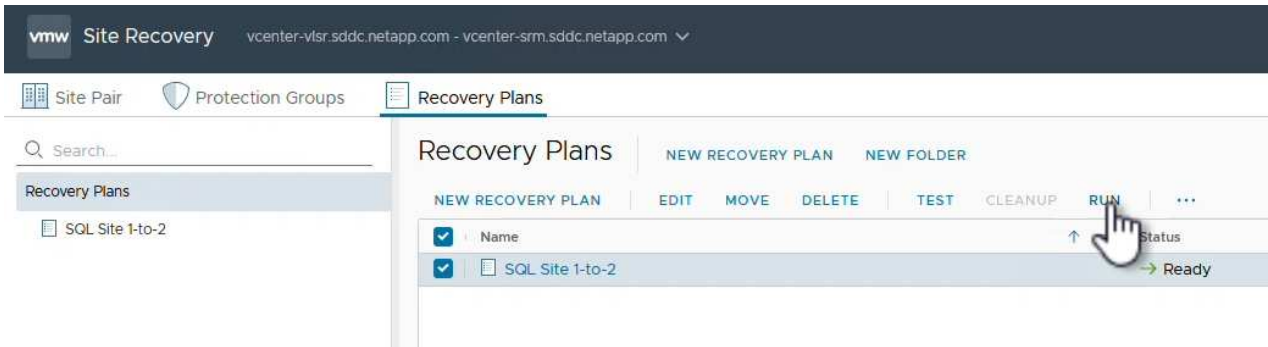 vmw Site Recovery vcenter-vlsr.sddc.netapp.com - vcenter-srm.sddc.netapp.com
Site Pair Protection Groups Recovery Plans
Search...
Recovery Plans NEW RECOVERY PLAN NEW FOLDER
Recovery Plans
NEW RECOVERY PLAN EDIT MOVE DELETE TEST CLEANUP RUN ...
SQL Site 1-to-2
Name Status
SQL Site 1-to-2 Ready